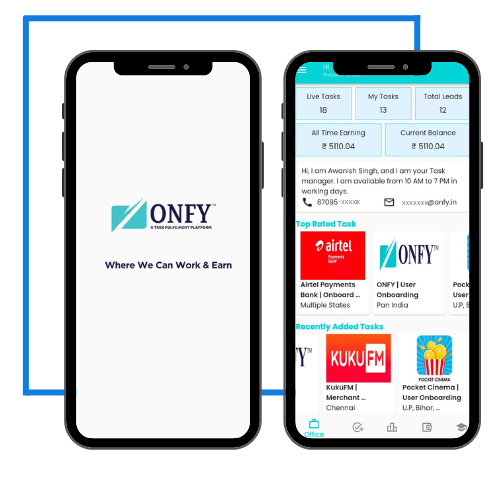 ONFY™
A TASK FULFILMENT PLATFORM
Where We Can Work & Earn
Hi,
Live Tasks
18
My Tasks
13
Total Leads
12
All Time Earning
₹ 5110.04
Current Balance
₹ 5110.04
Hi, I am Awanish Singh, and I am your Task
manager. I am available from 10 AM to 7 PM in
working days.
87095-xxxxx
xxxxxxx@onfy.in
Top Rated Task
airtel
Payments
Bank
Airtel Payments
Bank | Onboard ...
Multiple States
ONFY™
ONFY | User
Onboarding
Pan India
Pock
User
U.P, B
Recently Added Tasks
FY™
KUKU FM
KukuFM |
Merchant ...
Chennai
POCKET CINEMA
Pocket Cinema |
User Onboarding
U.P, Bihar, ...
Office